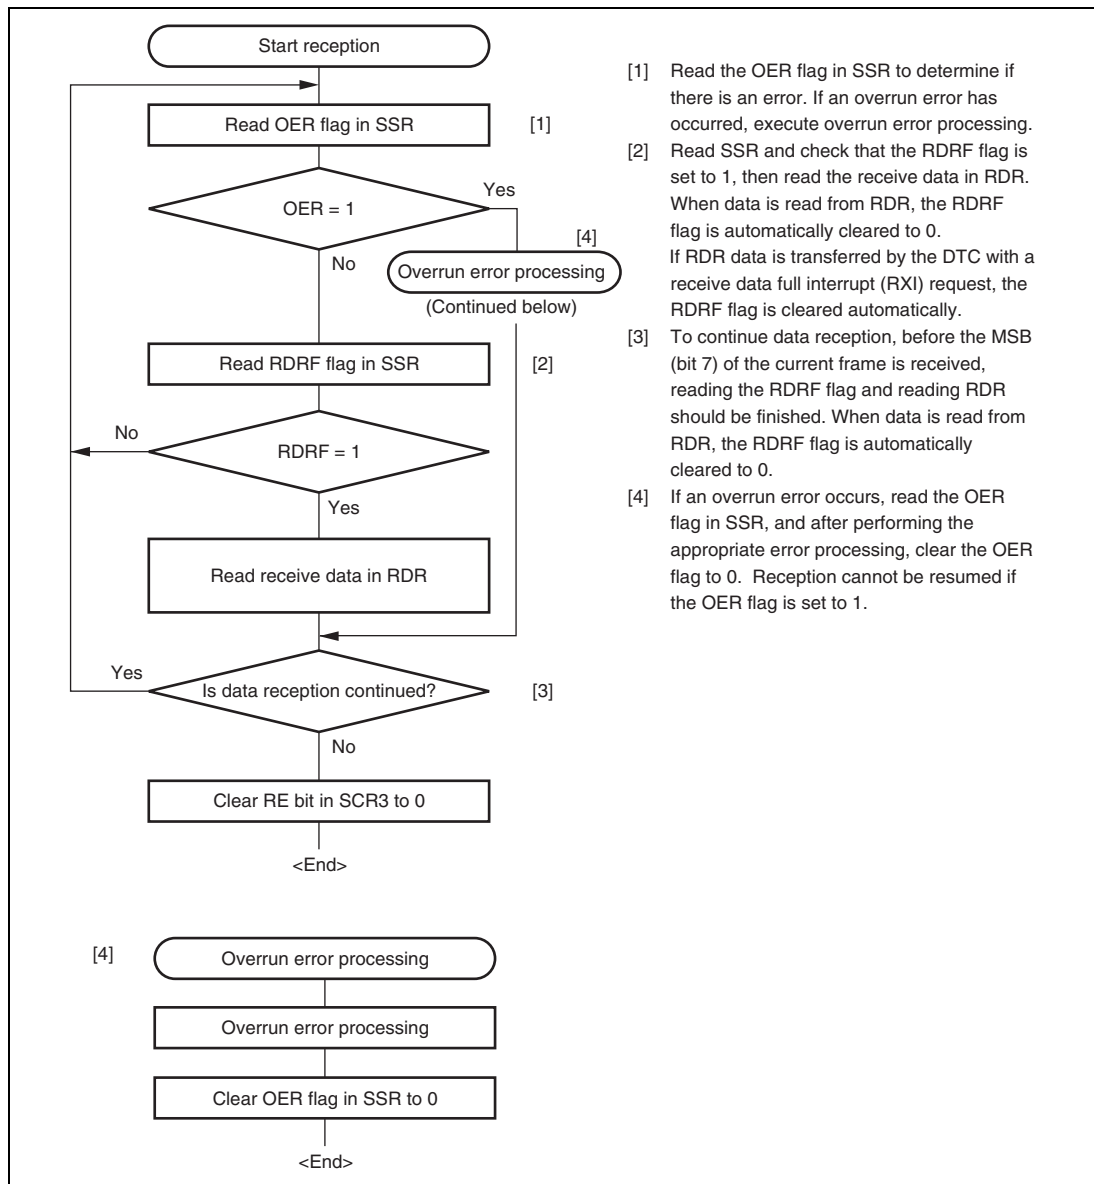 Start reception
Read OER flag in SSR
[1]
OER = 1
Yes
No
[4]
Overrun error processing
(Continued below)
Read RDRF flag in SSR
[2]
No
RDRF = 1
Yes
Read receive data in RDR
Yes
Is data reception continued?
[3]
No
Clear RE bit in SCR3 to 0
<End>
[1] Read the OER flag in SSR to determine if
there is an error. If an overrun error has
occurred, execute overrun error processing.
[2] Read SSR and check that the RDRF flag is
set to 1, then read the receive data in RDR.
When data is read from RDR, the RDRF
flag is automatically cleared to 0.
If RDR data is transferred by the DTC with a
receive data full interrupt (RXI) request, the
RDRF flag is cleared automatically.
[3] To continue data reception, before the MSB
(bit 7) of the current frame is received,
reading the RDRF flag and reading RDR
should be finished. When data is read from
RDR, the RDRF flag is automatically
cleared to 0.
[4] If an overrun error occurs, read the OER
flag in SSR, and after performing the
appropriate error processing, clear the OER
flag to 0. Reception cannot be resumed if
the OER flag is set to 1.
[4]
Overrun error processing
Overrun error processing
Clear OER flag in SSR to 0
<End>